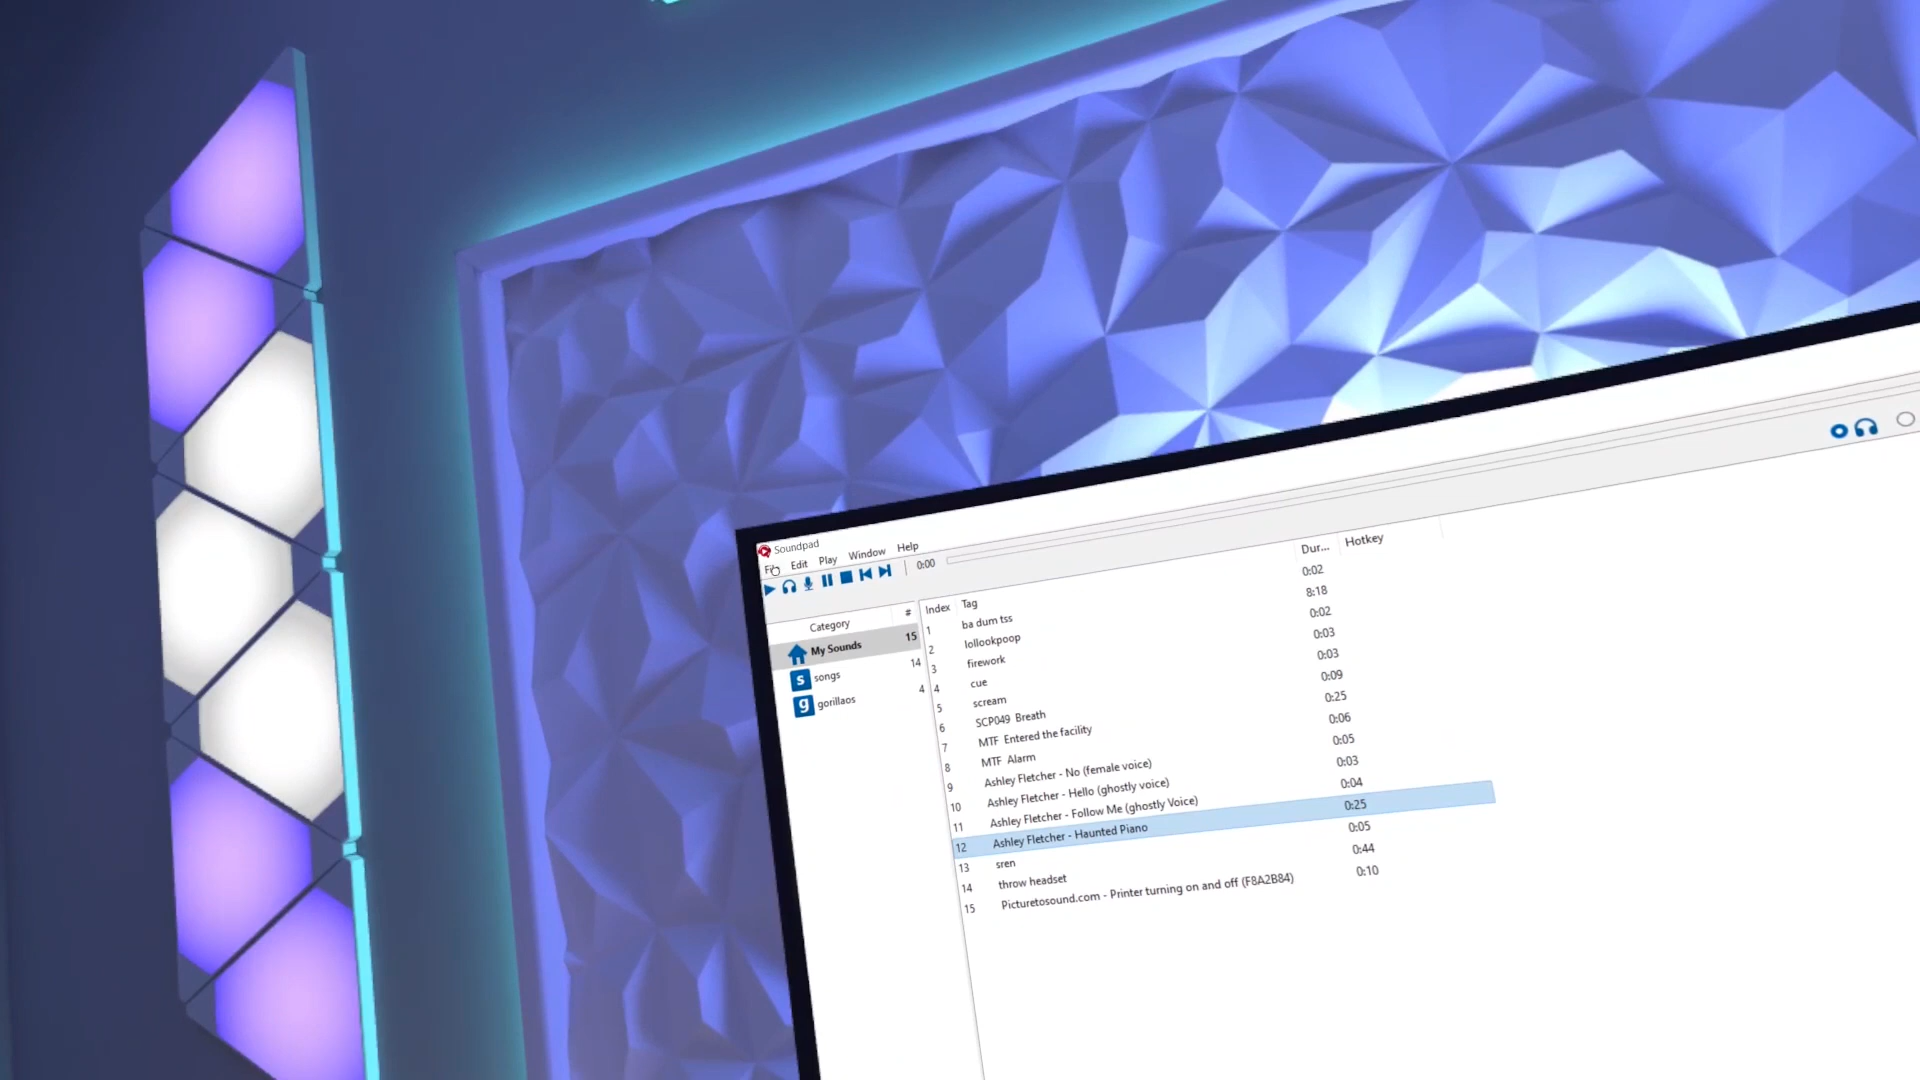 Soundpad
Edit Play Window Help
0:00
Category #
My Sounds 15
songs 14
gorillaos 4
Index Tag Dur... Hotkey
1 ba dum tss 0:02
2 lollookpoop 8:18
3 firework 0:02
4 cue 0:03
5 scream 0:03
6 SCP049 Breath 0:09
7 MTF Entered the facility 0:25
8 MTF Alarm 0:06
9 Ashley Fletcher - No (female voice) 0:05
10 Ashley Fletcher - Hello (ghostly voice) 0:03
11 Ashley Fletcher - Follow Me (ghostly Voice) 0:04
12 Ashley Fletcher - Haunted Piano 0:25
13 sren 0:05
14 throw headset 0:44
15 Picturetosound.com - Printer turning on and off (F8A2B84) 0:10